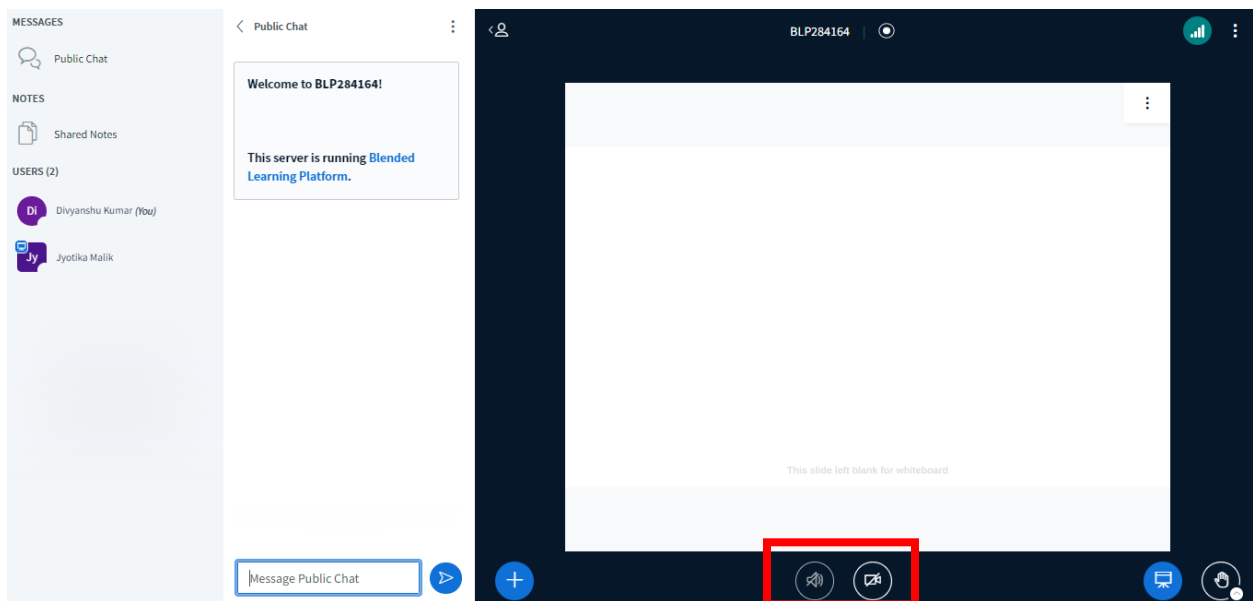 MESSAGES
Public Chat
NOTES
Shared Notes
USERS (2)
Di
Divyanshu Kumar (You)
Jy
Jyotika Malik
Public Chat
Welcome to BLP284164!
This server is running Blended
Learning Platform.
Message Public Chat
BLP284164
This slide left blank for whiteboard